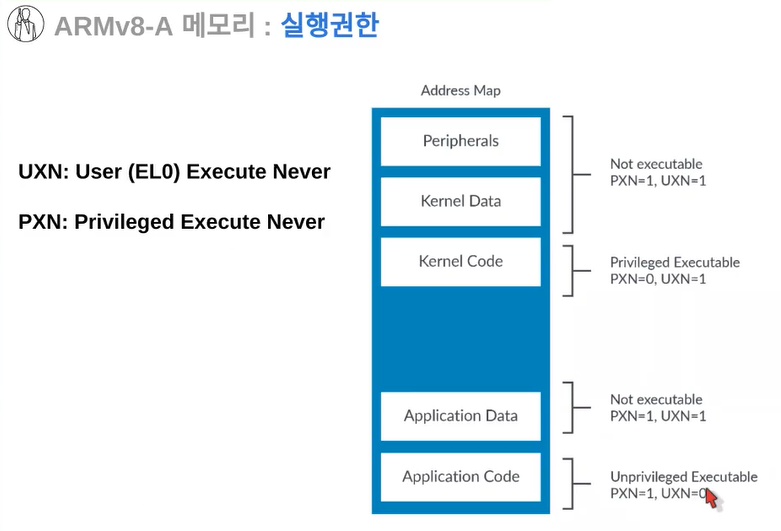 ARMv8-A 메모리 : 실행권한
Address Map
UXN: User (EL0) Execute Never
PXN: Privileged Execute Never
Peripherals
Kernel Data
Not executable
PXN=1, UXN=1
Kernel Code
Privileged Executable
PXN=0, UXN=1
Application Data
Not executable
PXN=1, UXN=1
Application Code
Unprivileged Executable
PXN=1, UXN=0